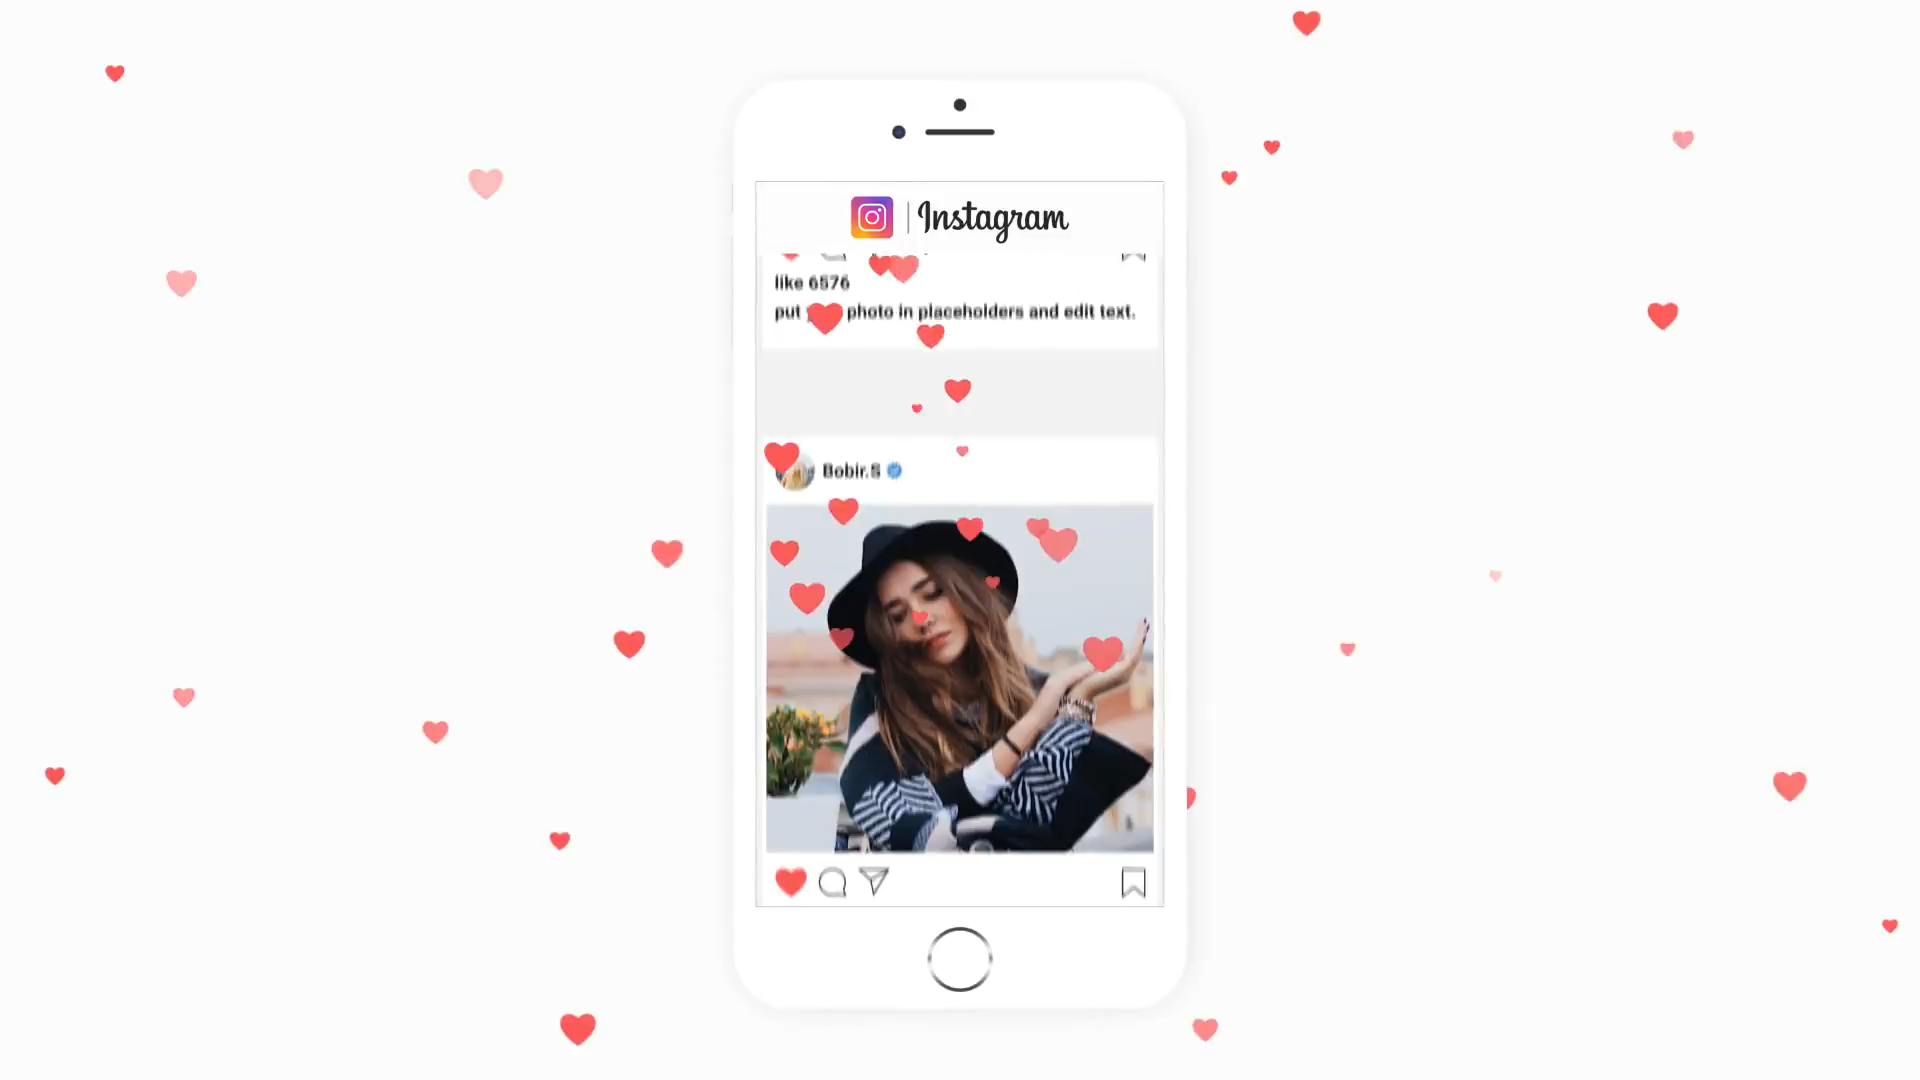 Instagram
like 6576
put photo in placeholders and edit text.
Bobir.S